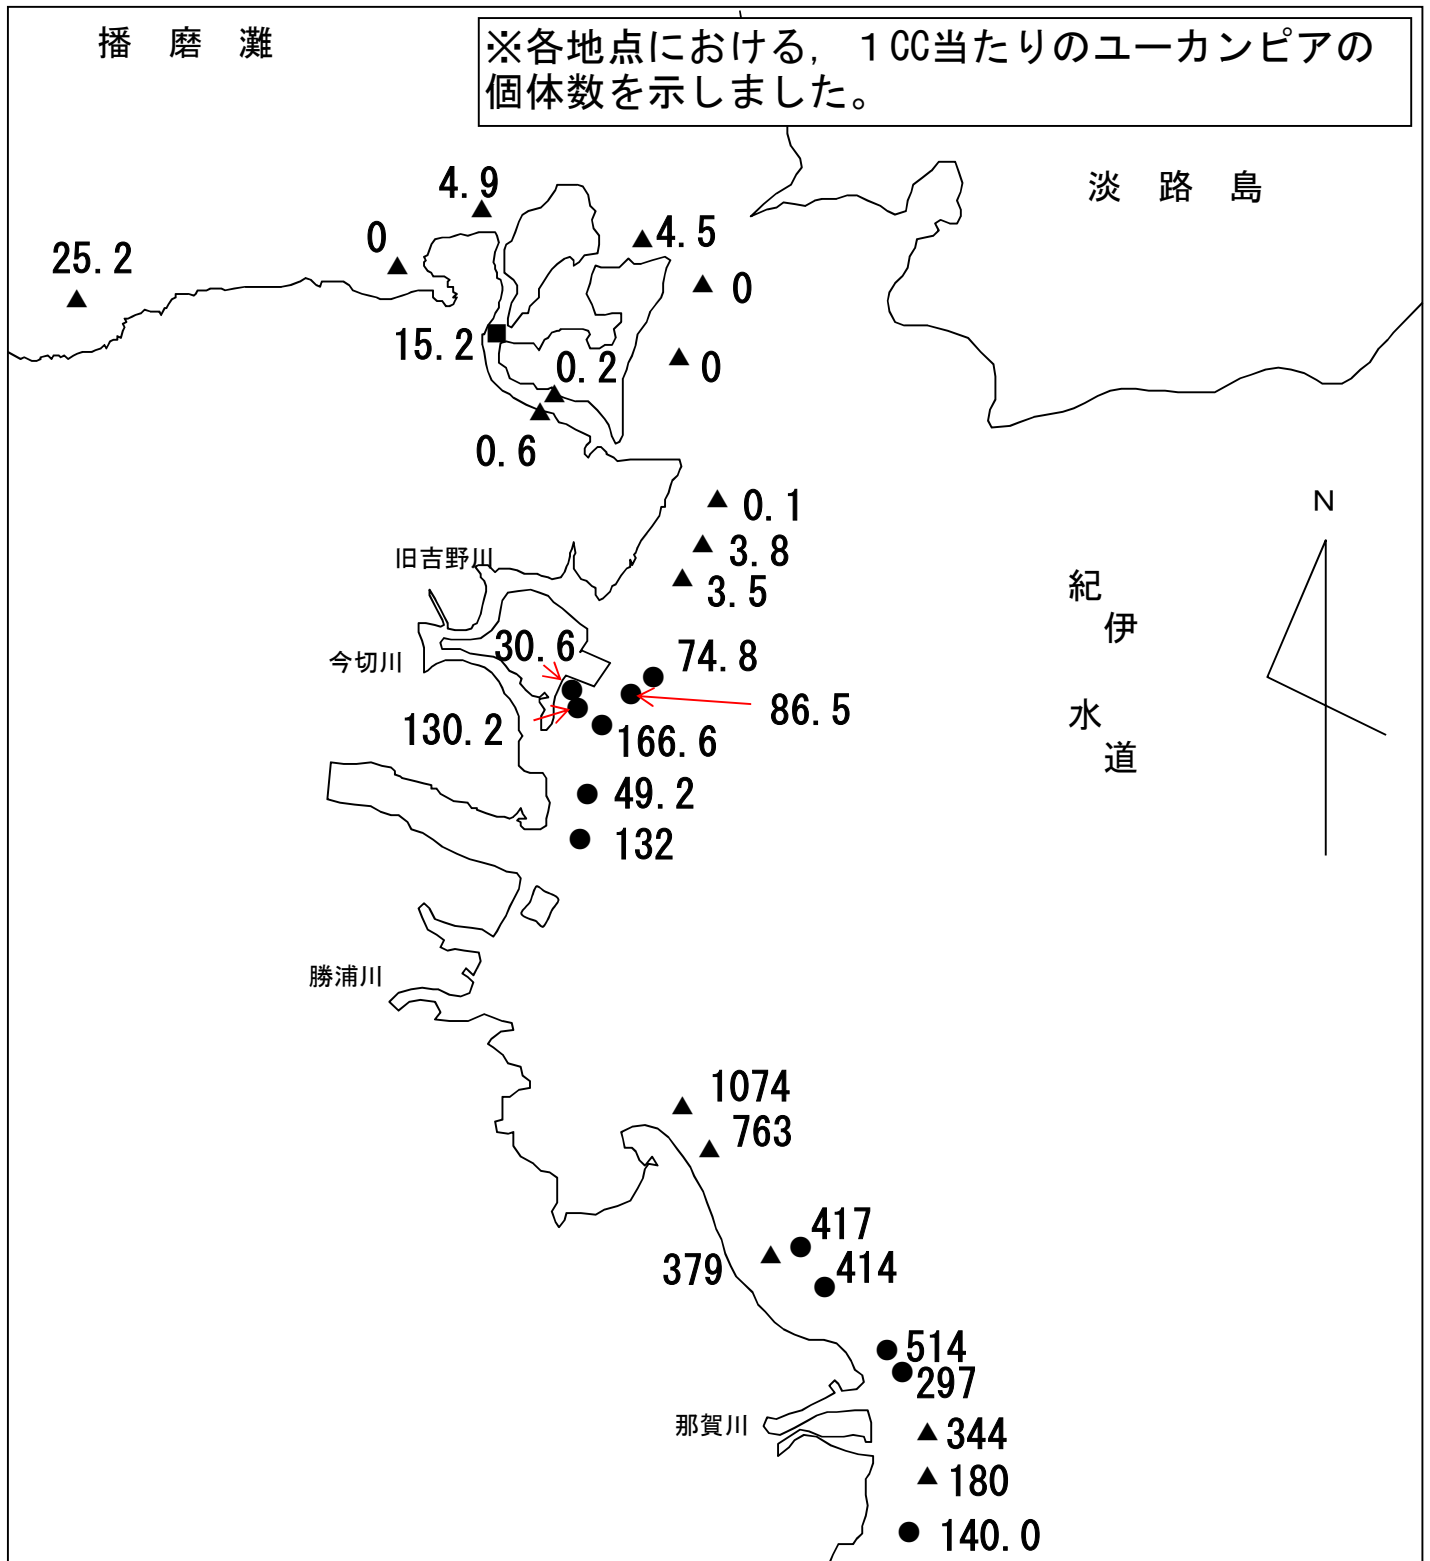 播 磨 灘
※各地点における，１CC当たりのユーカンピアの
個体数を示しました。
淡 路 島
4.9
0
4.5
25.2
0
15.2
0.2
0
0.6
0.1
N
3.8
旧吉野川
3.5
紀
伊
水
道
30.6
74.8
今切川
86.5
130.2
166.6
49.2
132
勝浦川
1074
763
417
379
414
514
297
那賀川
344
180
140.0